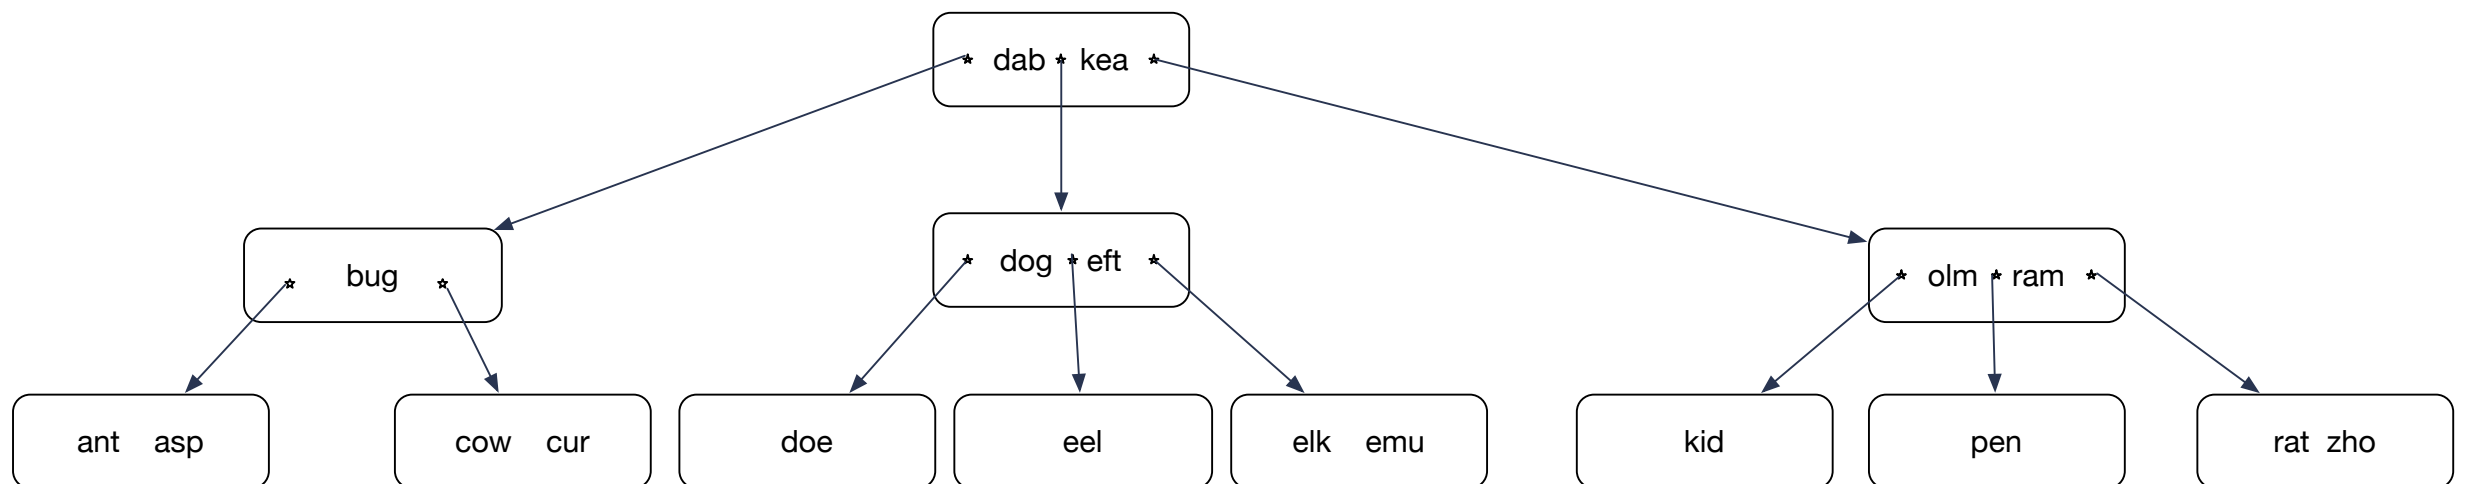 dab kea
bug
dog eft
olm ram
ant asp
cow cur
doe
eel
elk emu
kid
pen
rat zho